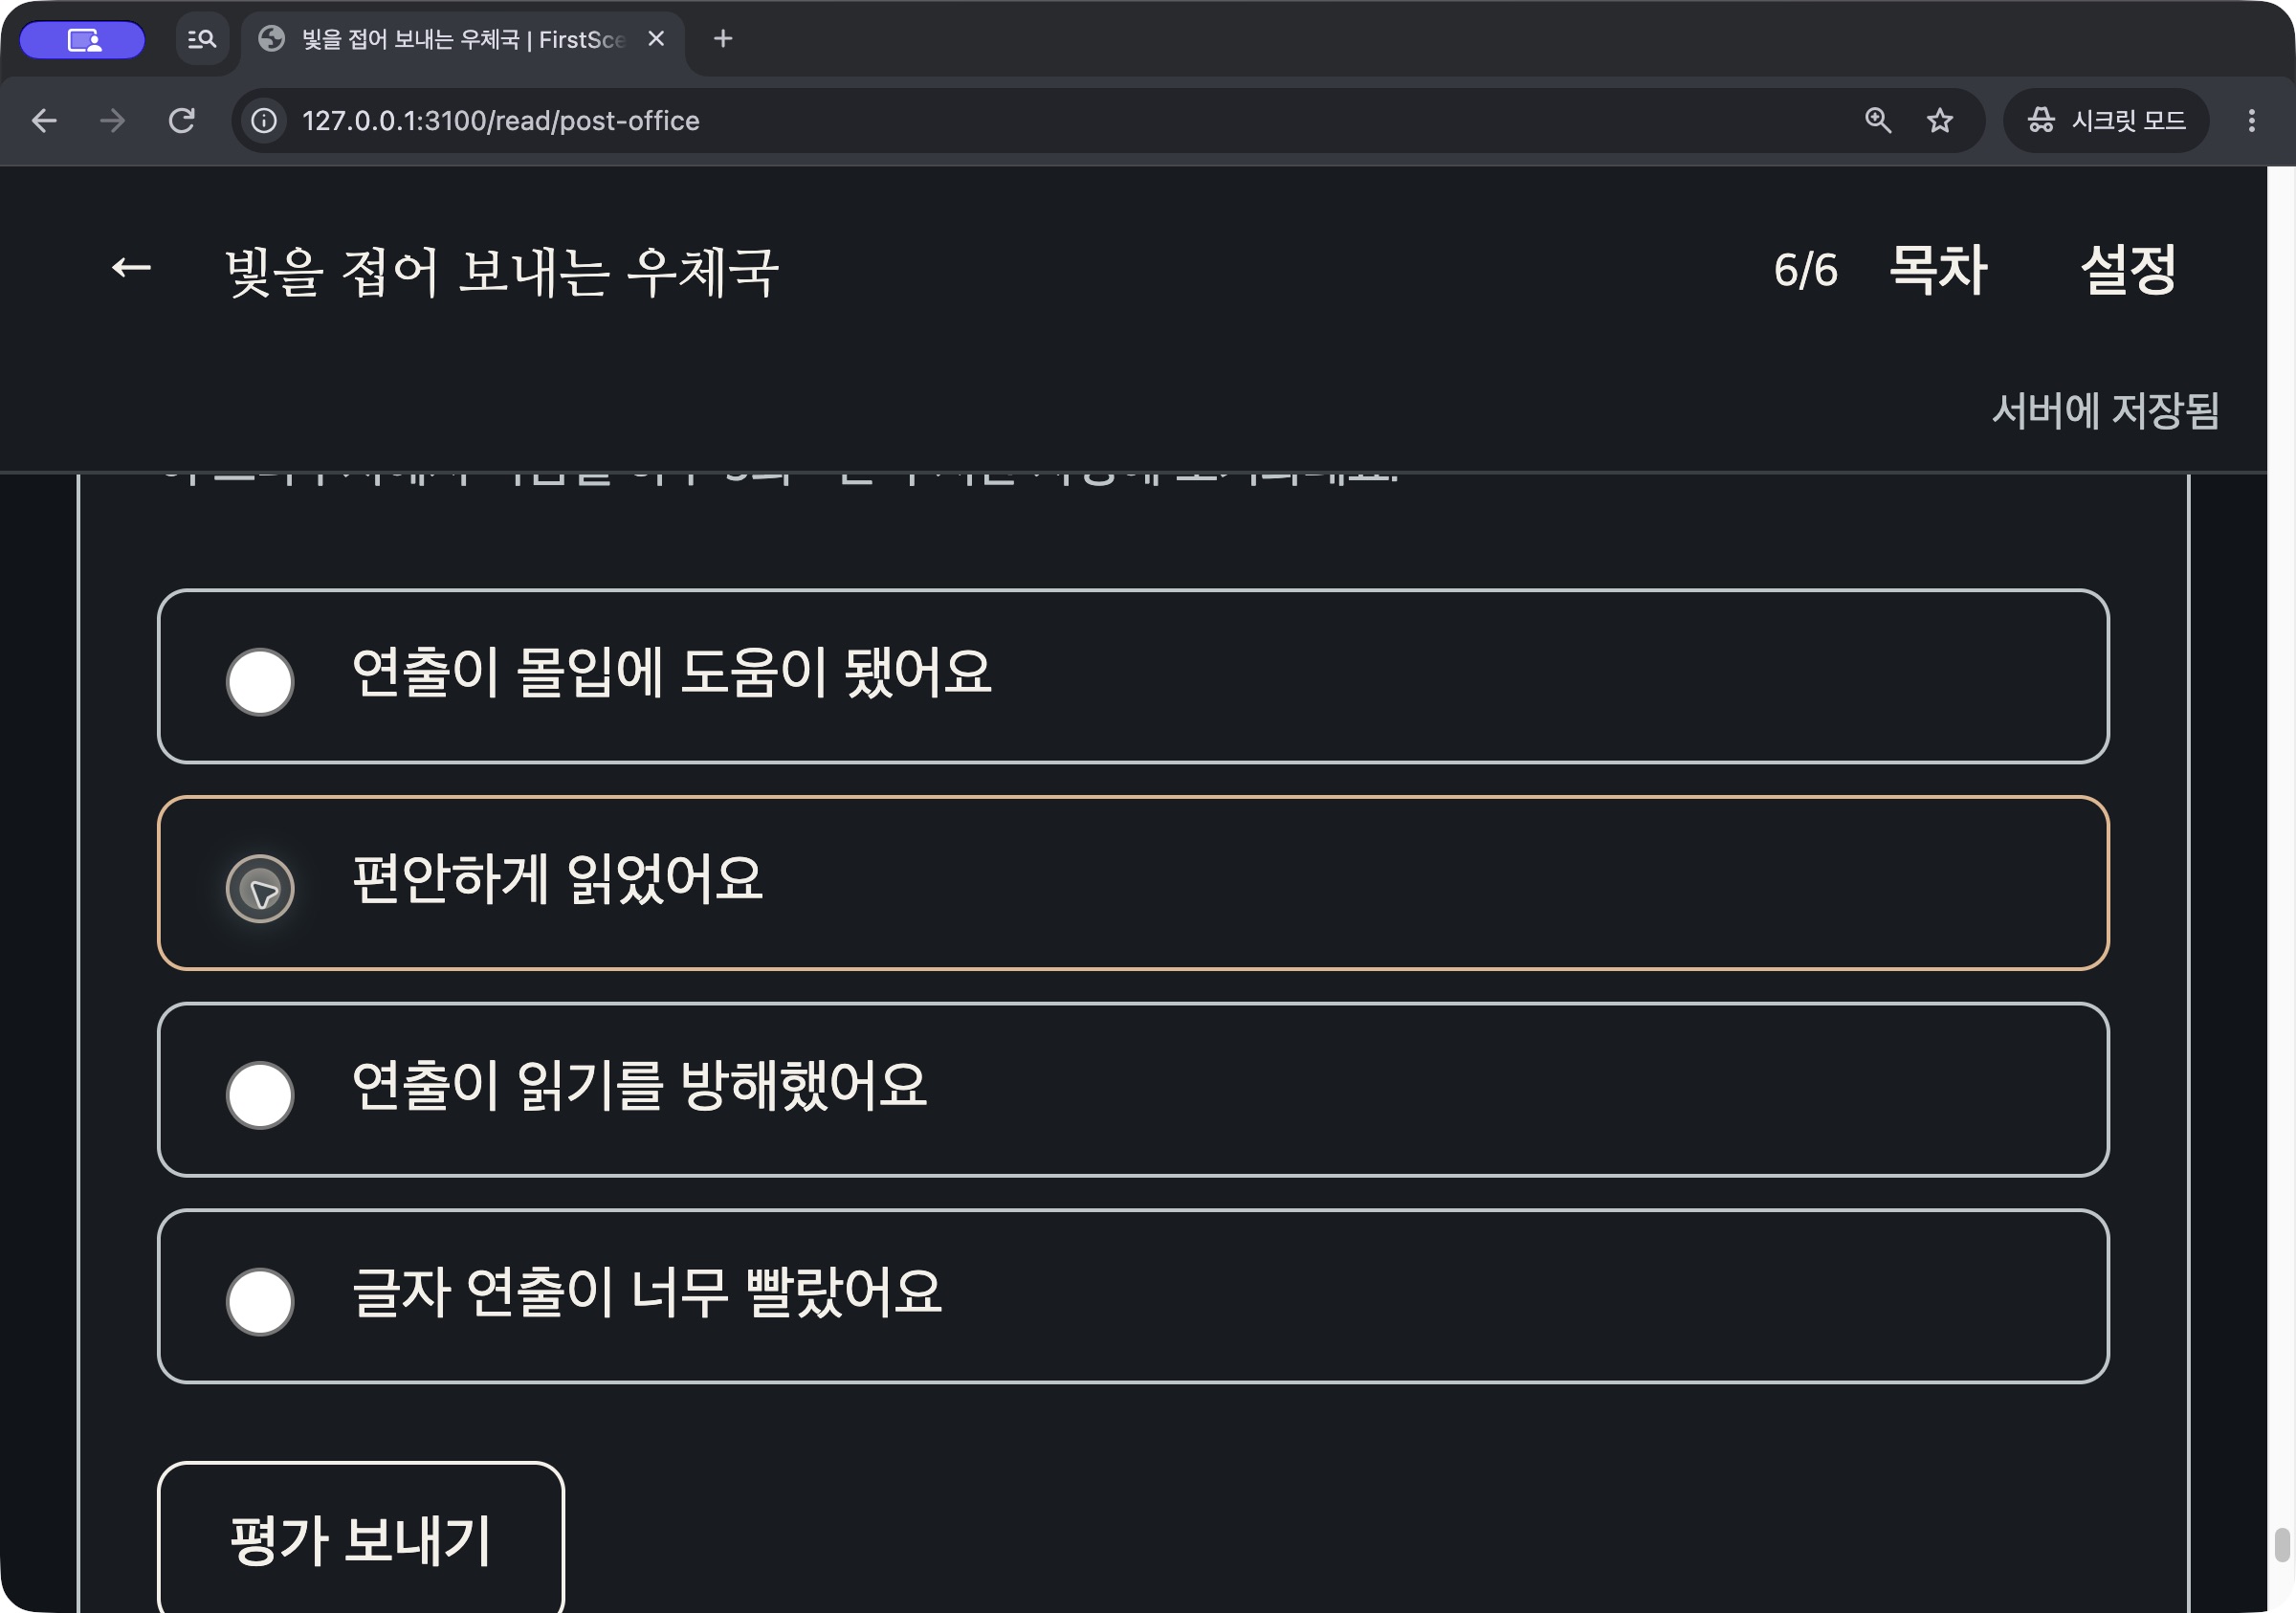 빛을 접어 보내는 우체국 | FirstSce
127.0.0.1:3100/read/post-office
시크릿 모드
빛을 접어 보내는 우체국
6/6
목차
설정
서버에 저장됨
연출이 몰입에 도움이 됐어요
편안하게 읽었어요
연출이 읽기를 방해했어요
글자 연출이 너무 빨랐어요
평가 보내기